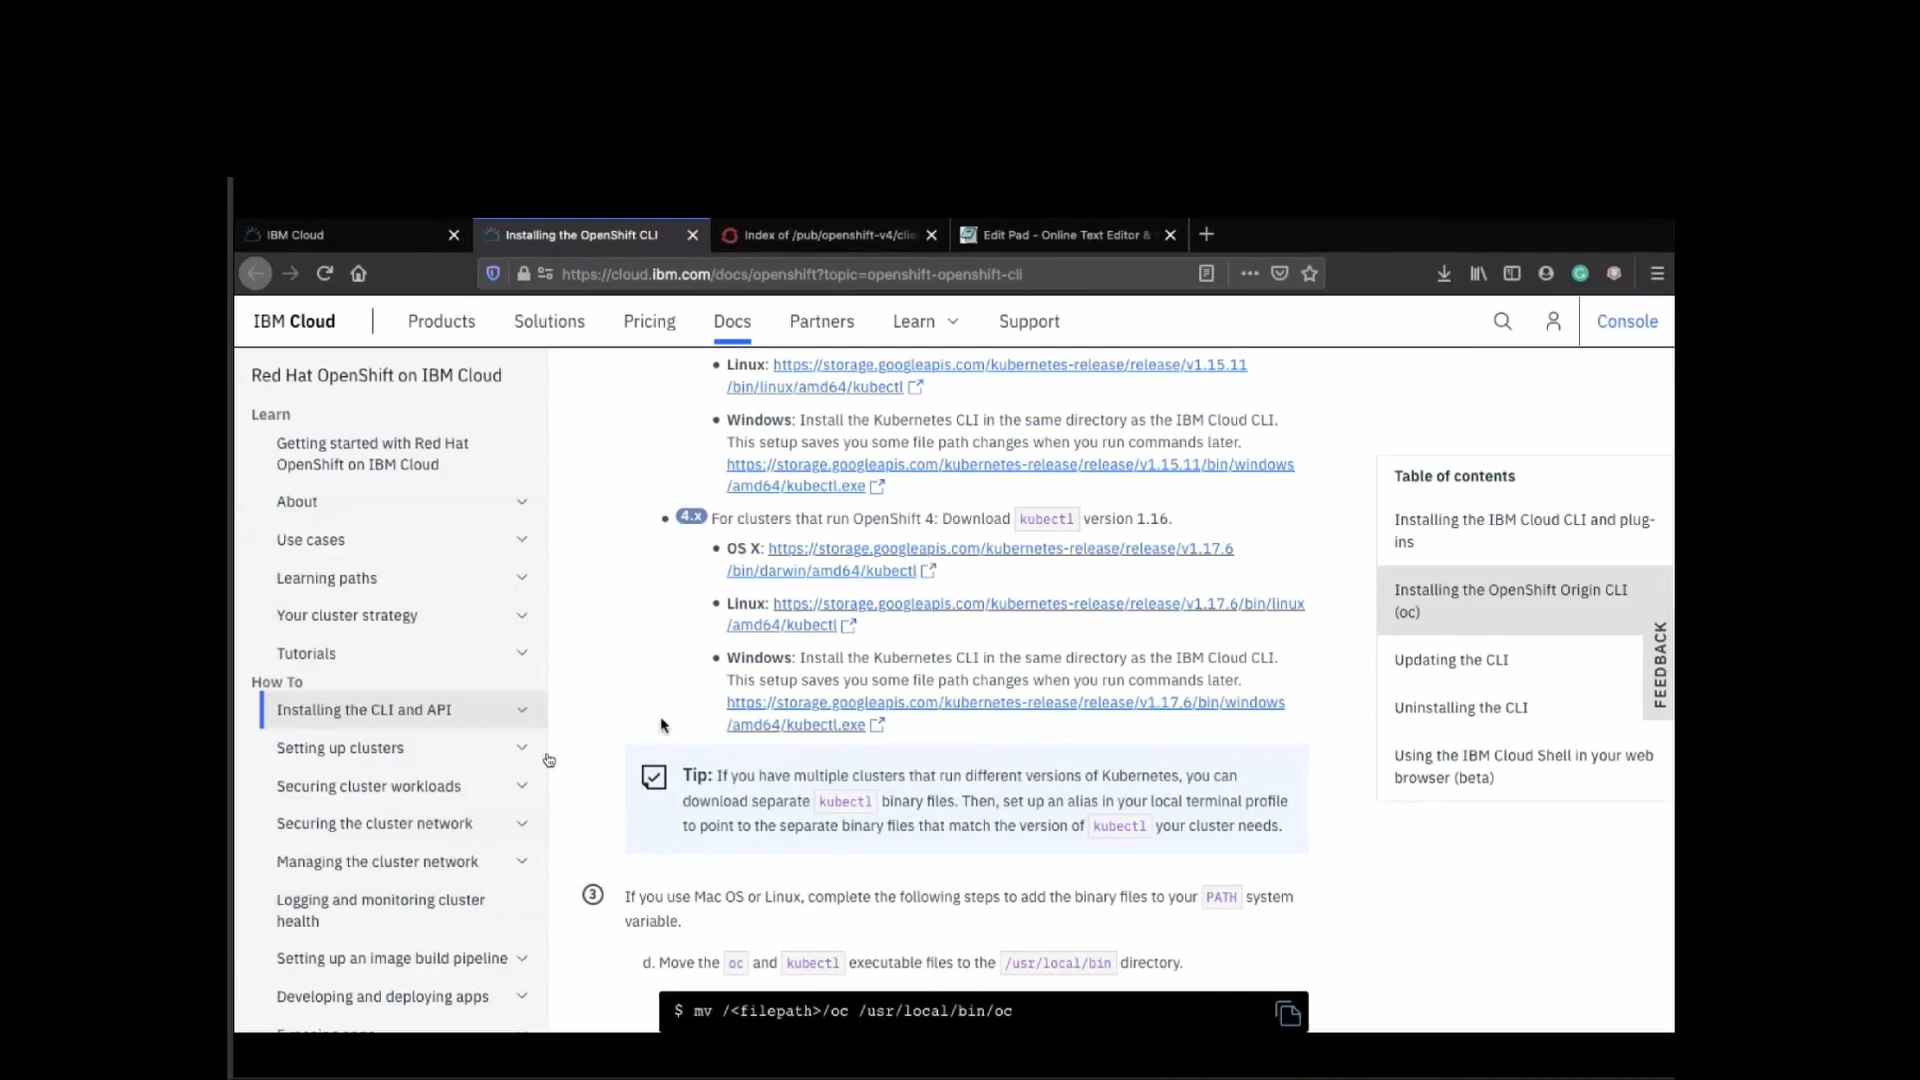 IBM Cloud
Installing the OpenShift CLI
Index of /pub/openshift-v4/clie
Edit Pad - Online Text Editor &
https://cloud.ibm.com/docs/openshift?topic=openshift-openshift-cli
IBM Cloud
Products
Solutions
Pricing
Docs
Partners
Learn
Support
Console
Red Hat OpenShift on IBM Cloud
Learn
Getting started with Red Hat
OpenShift on IBM Cloud
About
Use cases
Learning paths
Your cluster strategy
Tutorials
How To
Installing the CLI and API
Setting up clusters
Securing cluster workloads
Securing the cluster network
Managing the cluster network
Logging and monitoring cluster
health
Setting up an image build pipeline
Developing and deploying apps
• Linux: https://storage.googleapis.com/kubernetes-release/release/v1.15.11
/bin/linux/amd64/kubectl
• Windows: Install the Kubernetes CLI in the same directory as the IBM Cloud CLI.
This setup saves you some file path changes when you run commands later.
https://storage.googleapis.com/kubernetes-release/release/v1.15.11/bin/windows
/amd64/kubectl.exe
• 4.x For clusters that run OpenShift 4: Download kubectl version 1.16.
• OS X: https://storage.googleapis.com/kubernetes-release/release/v1.17.6
/bin/darwin/amd64/kubectl
• Linux: https://storage.googleapis.com/kubernetes-release/release/v1.17.6/bin/linux
/amd64/kubectl
• Windows: Install the Kubernetes CLI in the same directory as the IBM Cloud CLI.
This setup saves you some file path changes when you run commands later.
https://storage.googleapis.com/kubernetes-release/release/v1.17.6/bin/windows
/amd64/kubectl.exe
Tip: If you have multiple clusters that run different versions of Kubernetes, you can
download separate kubectl binary files. Then, set up an alias in your local terminal profile
to point to the separate binary files that match the version of kubectl your cluster needs.
3 If you use Mac OS or Linux, complete the following steps to add the binary files to your PATH system
variable.
d. Move the oc and kubectl executable files to the /usr/local/bin directory.
$ mv /<filepath>/oc /usr/local/bin/oc
Table of contents
Installing the IBM Cloud CLI and plug-
ins
Installing the OpenShift Origin CLI
(oc)
Updating the CLI
Uninstalling the CLI
Using the IBM Cloud Shell in your web
browser (beta)
FEEDBACK